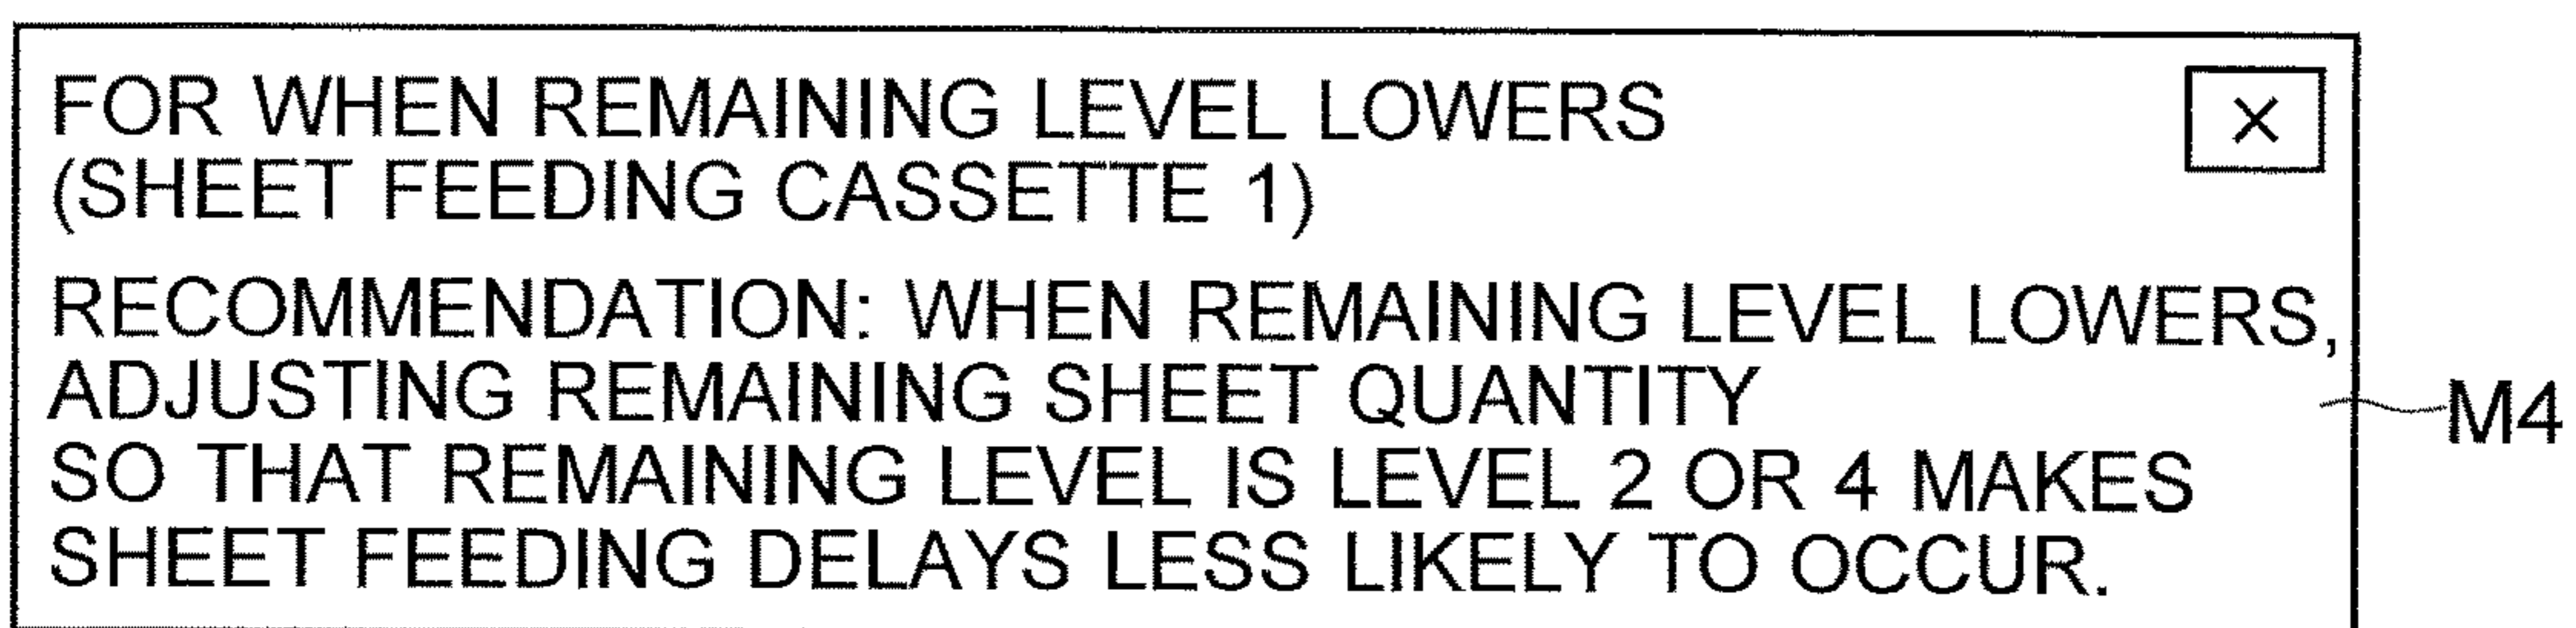 FOR WHEN REMAINING LEVEL LOWERS
×
(SHEET FEEDING CASSETTE 1)
RECOMMENDATION: WHEN REMAINING LEVEL LOWERS,
ADJUSTING REMAINING SHEET QUANTITY
M4
SO THAT REMAINING LEVEL IS LEVEL 2 OR 4 MAKES
SHEET FEEDING DELAYS LESS LIKELY TO OCCUR.